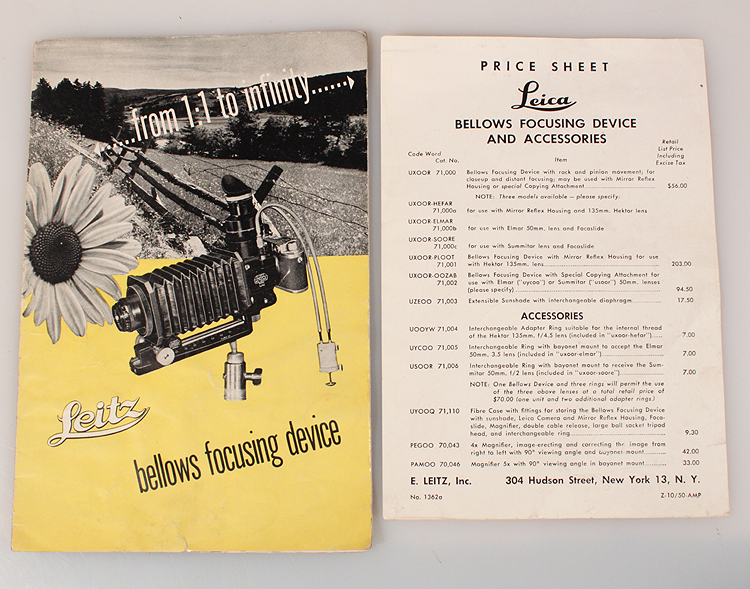 from 1:1 to infinity......
Leitz
bellows focusing device
PRICE SHEET
Leica
BELLOWS FOCUSING DEVICE
AND ACCESSORIES
Code Word
Cat. No.
Item
Retail
List Price
Including
Excise Tax
UXOOR 71,000 Bellows Focusing Device with rack and pinion movement; for
closeup and distant focusing; may be used with Mirror Reflex
Housing or special Copying Attachment $56.00
NOTE: Three models available — please specify:
UXOOR-HEFAR
71,000a for use with Mirror Reflex Housing and 135mm. Hektor lens
UXOOR-ELMAR
71,000b for use with Elmar 50mm. lens and Focaslide
UXOOR-SOORE
71,000c for use with Summitar lens and Focaslide
UXOOR-PLOOT Bellows Focusing Device with Mirror Reflex Housing for use
71,001 with Hektor 135mm. lens 203.00
UXOOR-OOZAB Bellows Focusing Device with Special Copying Attachment for
71,002 use with Elmar ("uycoo") or Summitar ("usoor") 50mm. lenses
(please specify) 94.50
UZEOO 71,003 Extensible Sunshade with interchangeable diaphragm 17.50
ACCESSORIES
UOOYW 71,004 Interchangeable Adapter Ring suitable for the internal thread
of the Hektor 135mm. f/4.5 lens (included in "uxoor-hefar") 7.00
UYCOO 71,005 Interchangeable Ring with bayonet mount to accept the Elmar
50mm. 3.5 lens (included in "uxoor-elmar") 7.00
USOOR 71,006 Interchangeable Ring with bayonet mount to receive the Sum-
mitar 50mm. f/2 lens (included in "uxoor-soore") 7.00
NOTE: One Bellows Device and three rings will permit the use
of the three above lenses at a total retail price of
$70.00 (one unit and two additional adapter rings.)
UYOOQ 71,110 Fibre Case with fittings for storing the Bellows Focusing Device
with sunshade, Leica Camera and Mirror Reflex Housing, Foca-
slide, Magnifier, double cable release, large ball socket tripod
head, and interchangeable ring 9.30
PEGOO 70,043 4x Magnifier, image-erecting and correcting the image from
right to left with 90° viewing angle and bayonet mount 42.00
PAMOO 70,046 Magnifier 5x with 90° viewing angle in bayonet mount 33.00
E. LEITZ, Inc. 304 Hudson Street, New York 13, N. Y.
No. 1362a Z-10/50-AMP